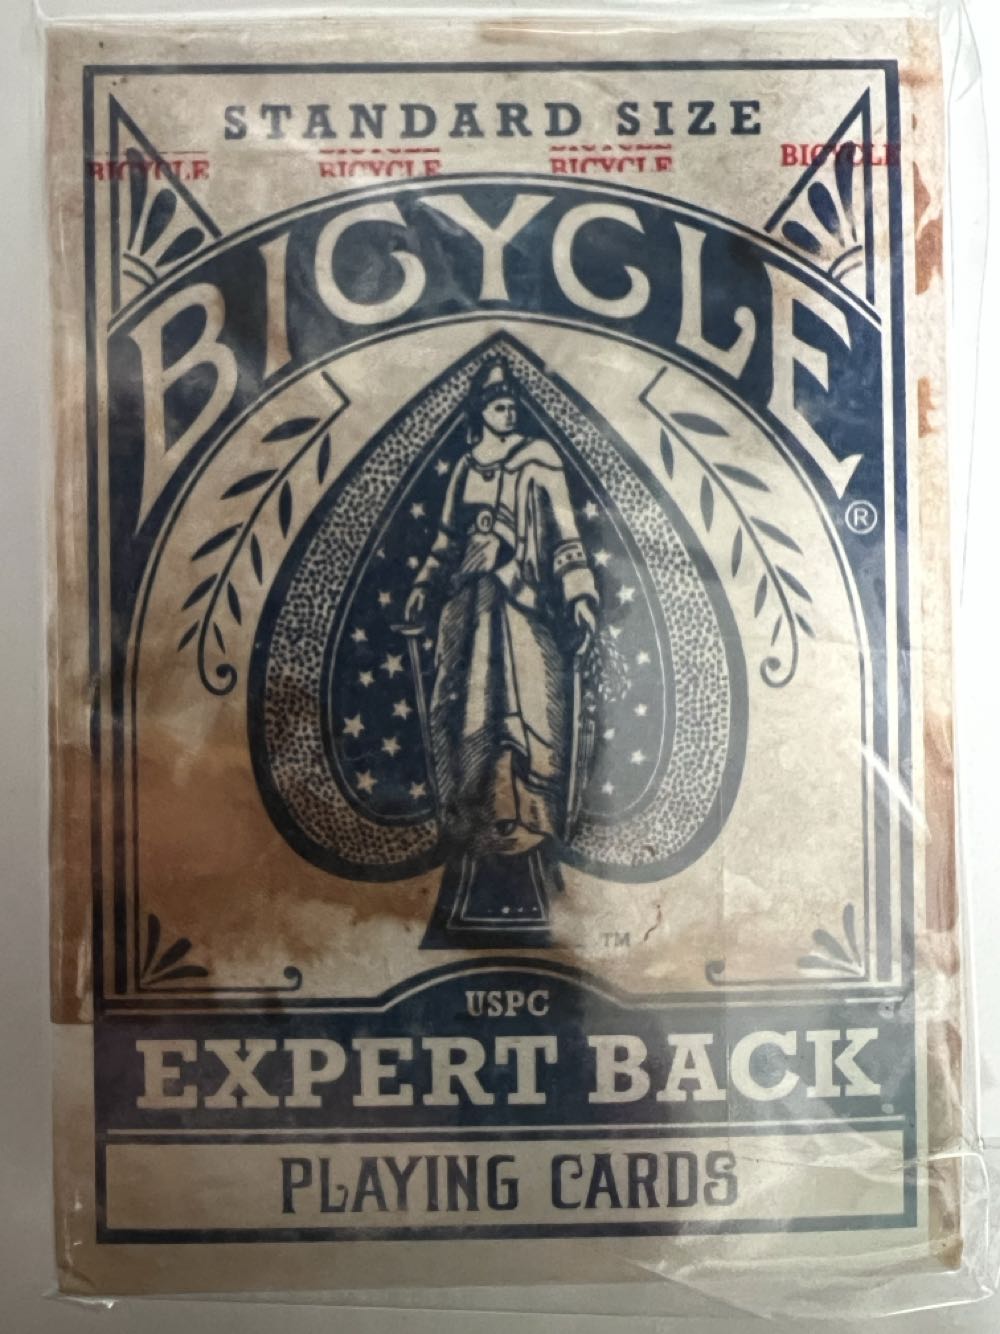 STANDARD SIZE
BICYCLE BICYCLE BICYCLE BICYCLE
BICYCLE ®
TM
USPC
EXPERT BACK
PLAYING CARDS